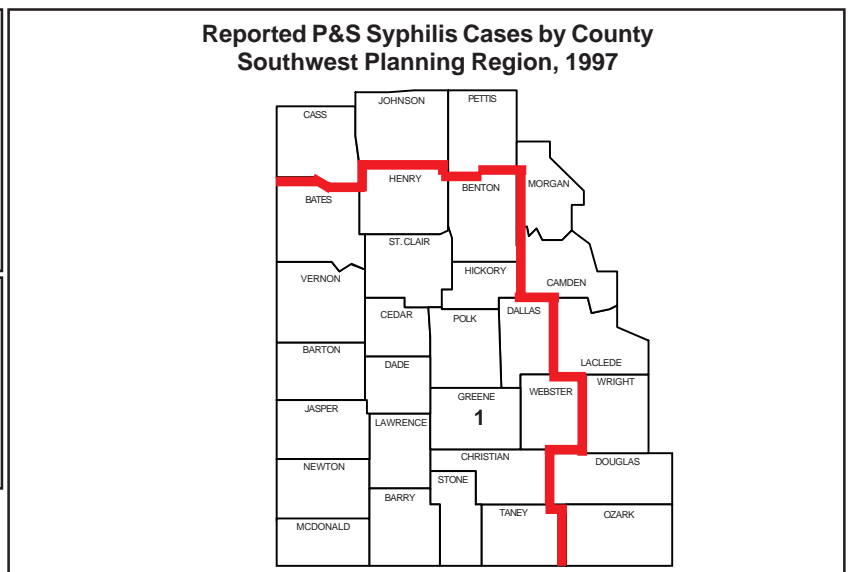 Reported P&S Syphilis Cases by County
Southwest Planning Region, 1997
PETTIS
JOHNSON
CASS
HENRY
BENTON
MORGAN
BATES
ST. CLAIR
HICKORY
VERNON
CAMDEN
CEDAR
POLK
DALLAS
BARTON
DADE
LACLEDE
WRIGHT
GREENE
WEBSTER
JASPER
1
LAWRENCE
CHRISTIAN
DOUGLAS
NEWTON
STONE
BARRY
TANEY
OZARK
MCDONALD